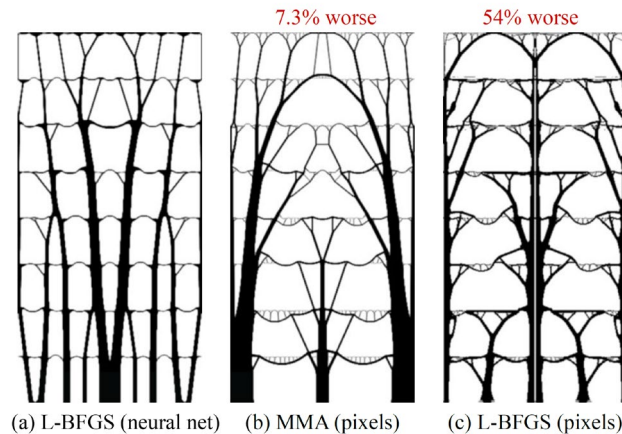 7.3% worse
54% worse
(a) L-BFGS (neural net)
(b) MMA (pixels)
(c) L-BFGS (pixels)